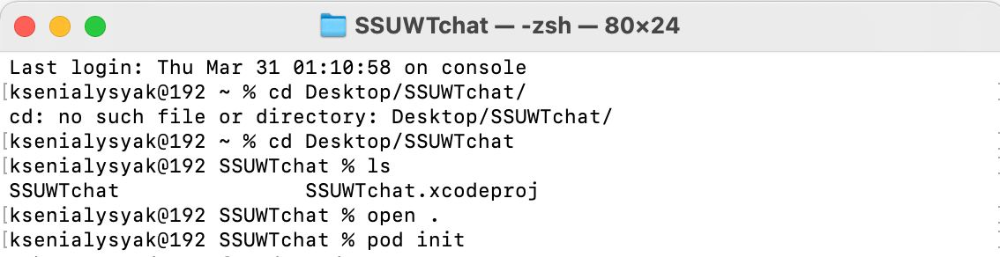 SSUWTchat — -zsh — 80×24
Last login: Thu Mar 31 01:10:58 on console
[ksenialysyak@192 ~ % cd Desktop/SSUWTchat/
cd: no such file or directory: Desktop/SSUWTchat/
[ksenialysyak@192 ~ % cd Desktop/SSUWTchat
[ksenialysyak@192 SSUWTchat % ls
SSUWTchat SSUWTchat.xcodeproj
[ksenialysyak@192 SSUWTchat % open .
[ksenialysyak@192 SSUWTchat % pod init